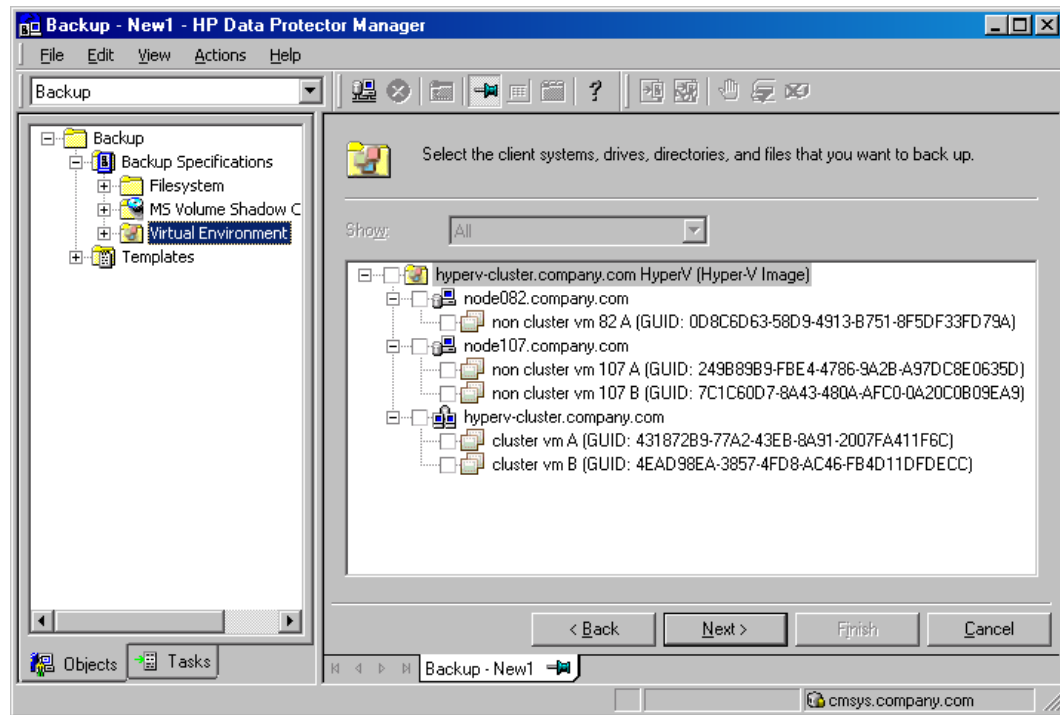 Backup - New1 - HP Data Protector Manager
File Edit View Actions Help
Backup
?
Backup
Backup Specifications
Filesystem
MS Volume Shadow C
Virtual Environment
Templates
Select the client systems, drives, directories, and files that you want to back up.
Show:
All
hyperv-cluster.company.com HyperV (Hyper-V Image)
node082.company.com
non cluster vm 82 A (GUID: 0D8C6D63-58D9-4913-B751-8F5DF33FD79A)
node107.company.com
non cluster vm 107 A (GUID: 249B89B9-FBE4-4786-9A2B-A97DC8E0635D)
non cluster vm 107 B (GUID: 7C1C60D7-8A43-480A-AFC0-0A20C0B09EA9)
hyperv-cluster.company.com
cluster vm A (GUID: 431872B9-77A2-43EB-8A91-2007FA411F6C)
cluster vm B (GUID: 4EAD98EA-3857-4FD8-AC46-FB4D11DFDECC)
< Back
Next >
Finish
Cancel
Objects
Tasks
Backup - New1
cmsys.company.com